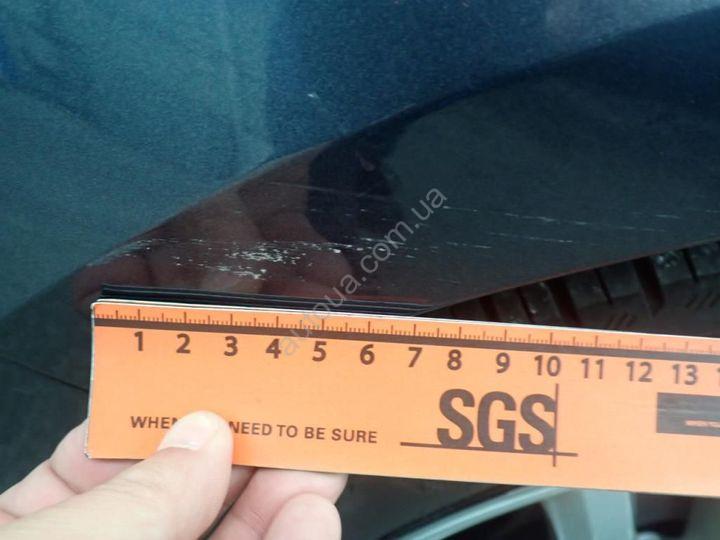 autopua.com.ua
1 2 3 4 5 6 7 8 9 10 11 12 13
WHEN NEED TO BE SURE
SGS